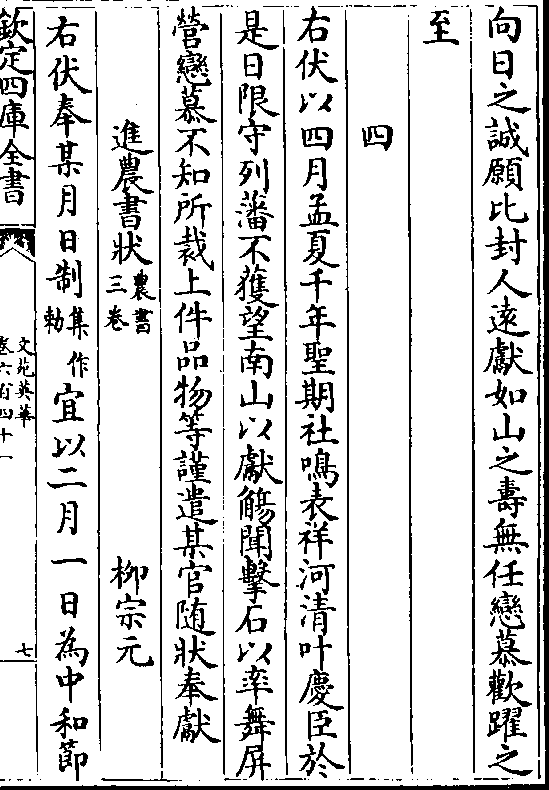 向日之誠願比封人遠獻如山之壽無任戀慕歡躍之
至
四
右伏以四月孟夏千年聖期社鳴表祥河清叶慶臣於
是日限守列藩不獲望南山以獻觴聞擊石以率舞屏
營戀慕不知所裁上件品物等謹遣某官随狀奉獻
進農書狀農書三卷 柳宗元
右伏奉某月日制集作勅宜以二月一日為中和節
欽定四庫全書
文苑英華
卷六百四十一
七